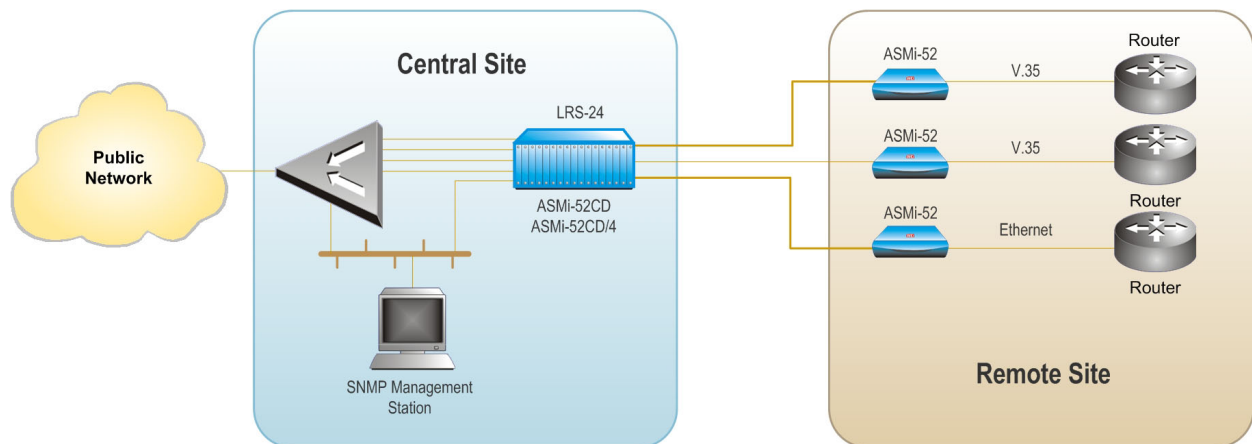 Public
Network
Central Site
LRS-24
ASMi-52CD
ASMi-52CD/4
SNMP Management
Station
ASMi-52
V.35
Router
ASMi-52
V.35
Router
ASMi-52
Ethernet
Router
Remote Site